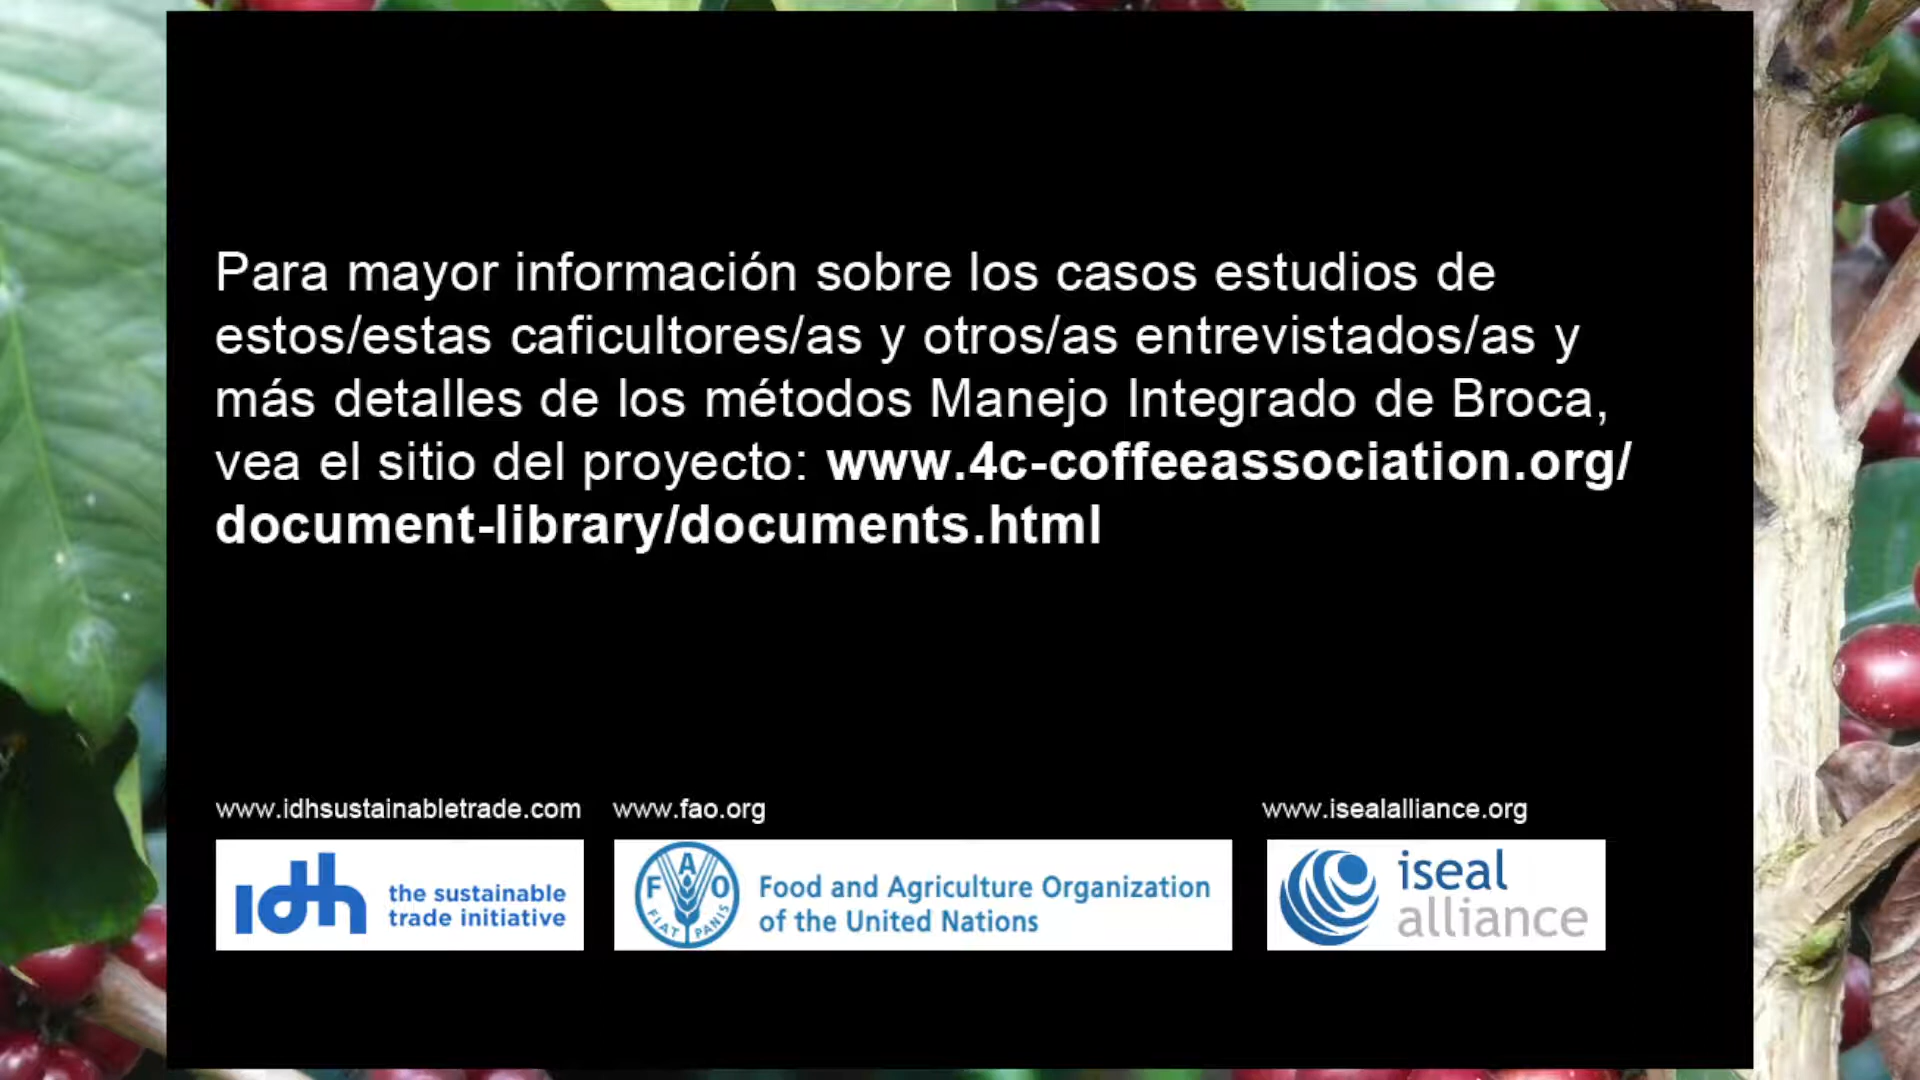 Para mayor información sobre los casos estudios de
estos/estas caficultores/as y otros/as entrevistados/as y
más detalles de los métodos Manejo Integrado de Broca,
vea el sitio del proyecto: www.4c-coffeeassociation.org/
document-library/documents.html
www.idhsustainabletrade.com
www.fao.org
www.isealalliance.org
idh
the sustainable
trade initiative
FAO
FIAT PANIS
Food and Agriculture Organization
of the United Nations
iseal
alliance